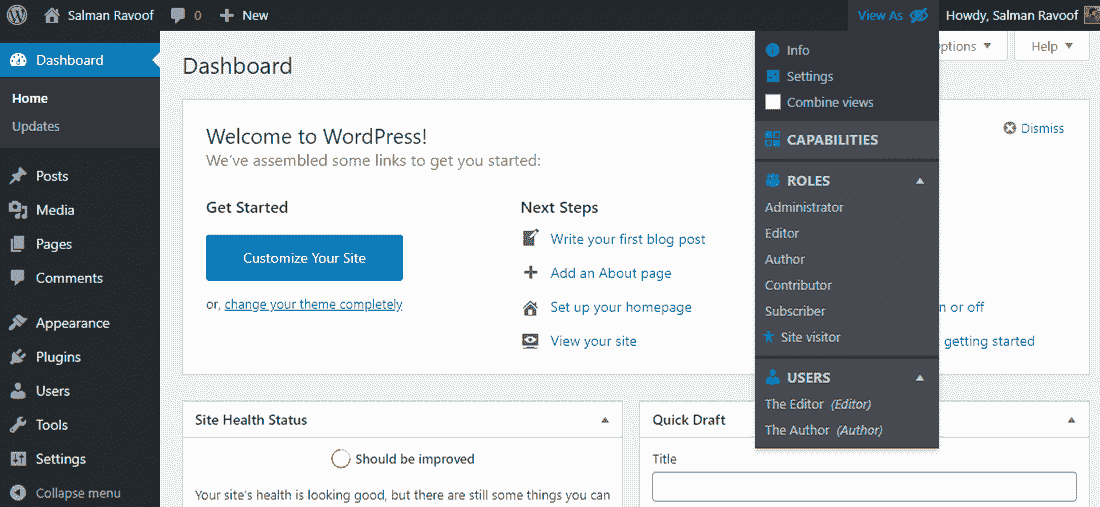 Salman Ravoof 0 New View As Howdy, Salman Ravoof
Dashboard
Home
Updates
Posts
Media
Pages
Comments
Appearance
Plugins
Users
Tools
Settings
Collapse menu
Dashboard
ptions Help
Welcome to WordPress!
We've assembled some links to get you started:
Dismiss
Get Started
Customize Your Site
or, change your theme completely
Next Steps
Write your first blog post
Add an About page
Set up your homepage
View your site
n or off
getting started
Info
Settings
Combine views
CAPABILITIES
ROLES
Administrator
Editor
Author
Contributor
Subscriber
Site visitor
USERS
The Editor (Editor)
The Author (Author)
Site Health Status
Should be improved
Your site's health is looking good, but there are still some things you can
Quick Draft
Title